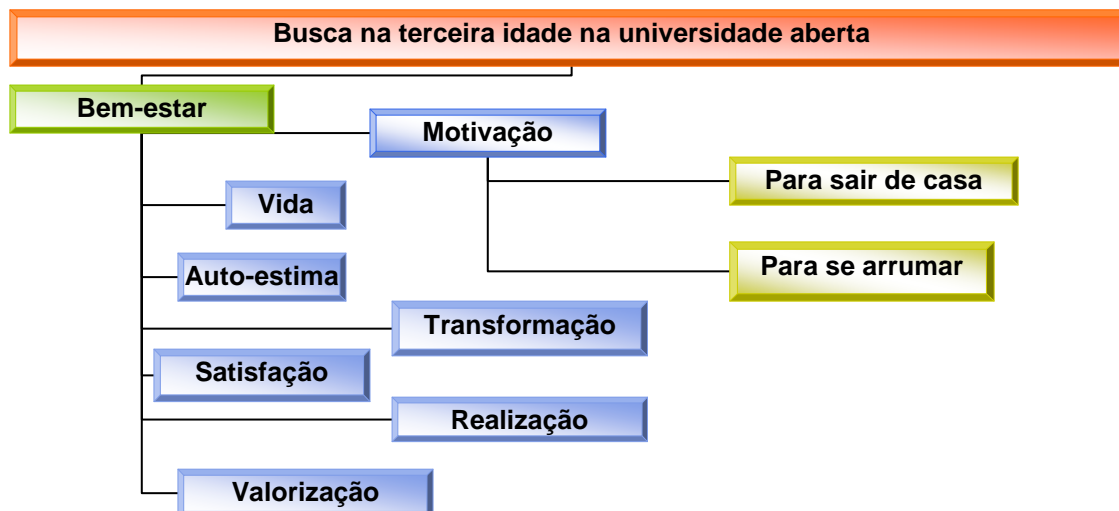 Busca na terceira idade na universidade aberta
Bem-estar
Motivação
Para sair de casa
Vida
Para se arrumar
Auto-estima
Transformação
Satisfação
Realização
Valorização